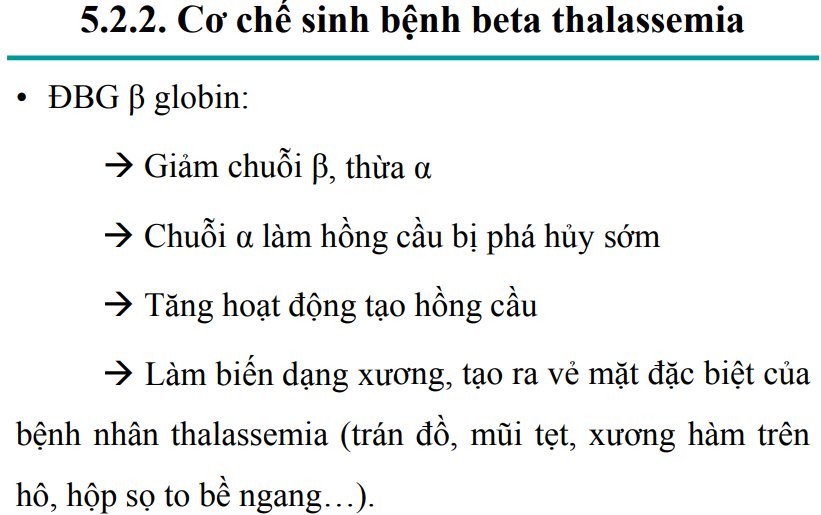 5.2.2. Cơ chế sinh bệnh beta thalassemia
• ĐBG β globin:
→ Giảm chuỗi β, thừa α
→ Chuỗi α làm hồng cầu bị phá hủy sớm
→ Tăng hoạt động tạo hồng cầu
→ Làm biến dạng xương, tạo ra vẻ mặt đặc biệt của
bệnh nhân thalassemia (trán đồ, mũi tẹt, xương hàm trên
hô, hộp sọ to bề ngang…).